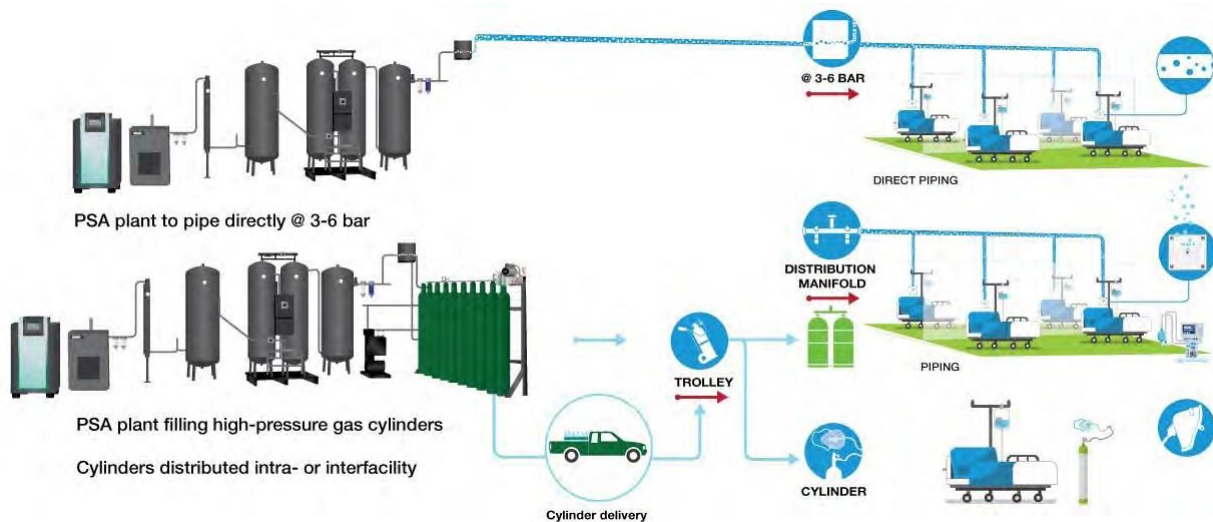 @ 3-6 BAR
DIRECT PIPING
PSA plant to pipe directly @ 3-6 bar
DISTRIBUTION
MANIFOLD
TROLLEY
PIPING
PSA plant filling high-pressure gas cylinders
Cylinders distributed intra- or interfacility
CYLINDER
Cylinder delivery